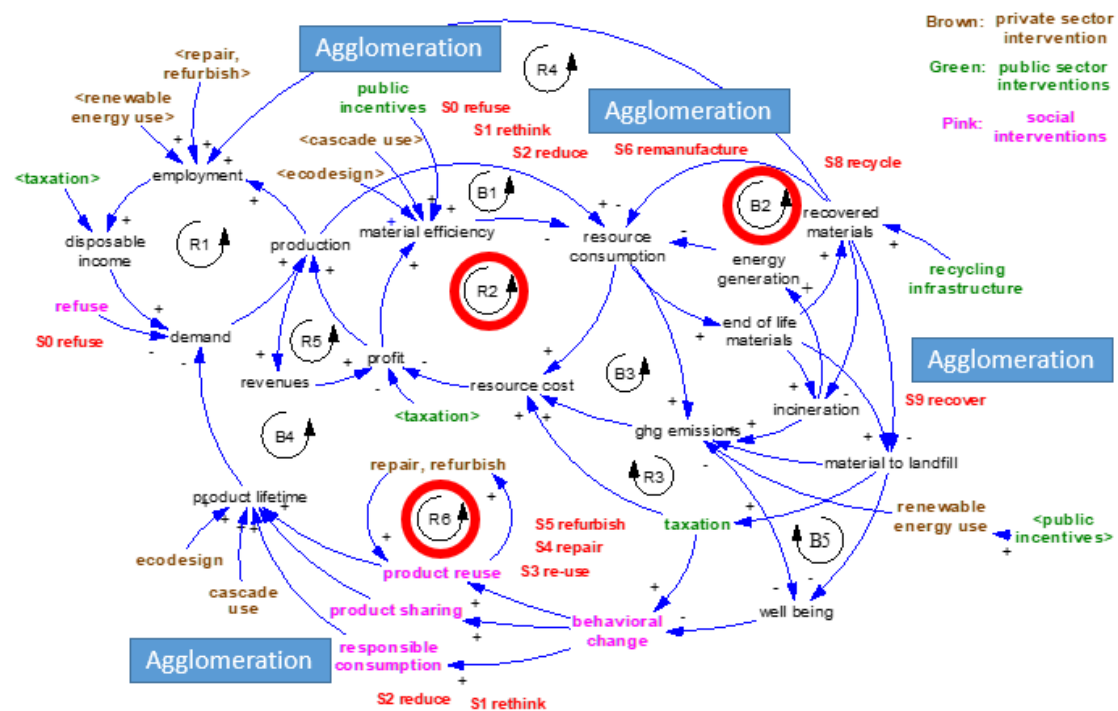 Agglomeration
<repair,
refurbish>
<renewable
energy use>
<taxation>
employment
disposable
income
refuse
S0 refuse
demand
R1
R4
public
incentives
<cascade use>
<ecodesign>
S0 refuse
S1 rethink
S2 reduce
B1
material efficiency
production
R2
R5
profit
revenues
<taxation>
resource cost
Agglomeration
S6 remanufacture
S8 recycle
B2
recovered
materials
resource
consumption
energy
generation
recycling
infrastructure
end of life
materials
B3
incineration
Agglomeration
S9 recover
ghg emissions
material to landfill
R3
renewable
energy use
<public
incentives>
taxation
B5
well being
B4
repair, refurbish
product lifetime
R6
S5 refurbish
S4 repair
S3 re-use
ecodesign
cascade
use
product reuse
product sharing
behavioral
change
responsible
consumption
Agglomeration
S2 reduce
S1 rethink
Brown: private sector
intervention
Green: public sector
interventions
Pink: social
interventions